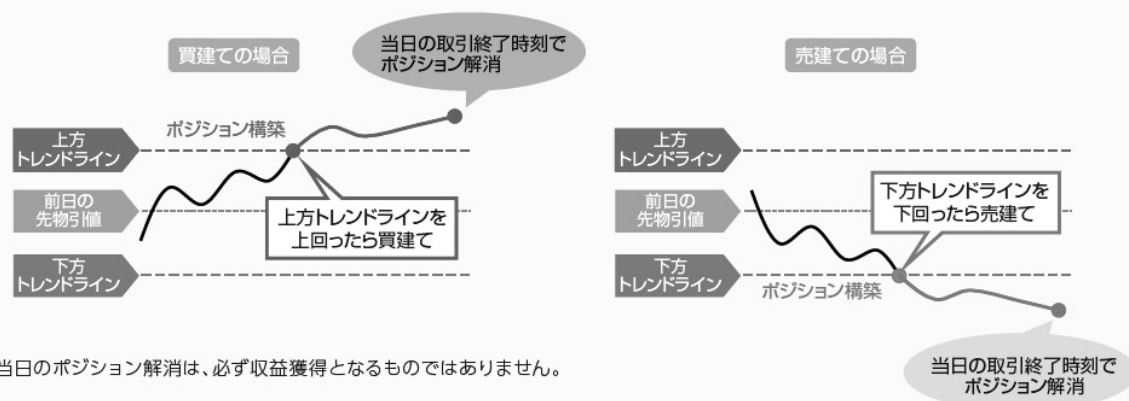 買建ての場合
当日の取引終了時刻で
ポジション解消
上方
トレンドライン
ポジション構築
前日の
先物引値
上方トレンドラインを
上回ったら買建て
下方
トレンドライン
売建ての場合
上方
トレンドライン
前日の
先物引値
下方トレンドラインを
下回ったら売建て
下方
トレンドライン
ポジション構築
当日の取引終了時刻で
ポジション解消
当日のポジション解消は、必ず収益獲得となるものではありません。